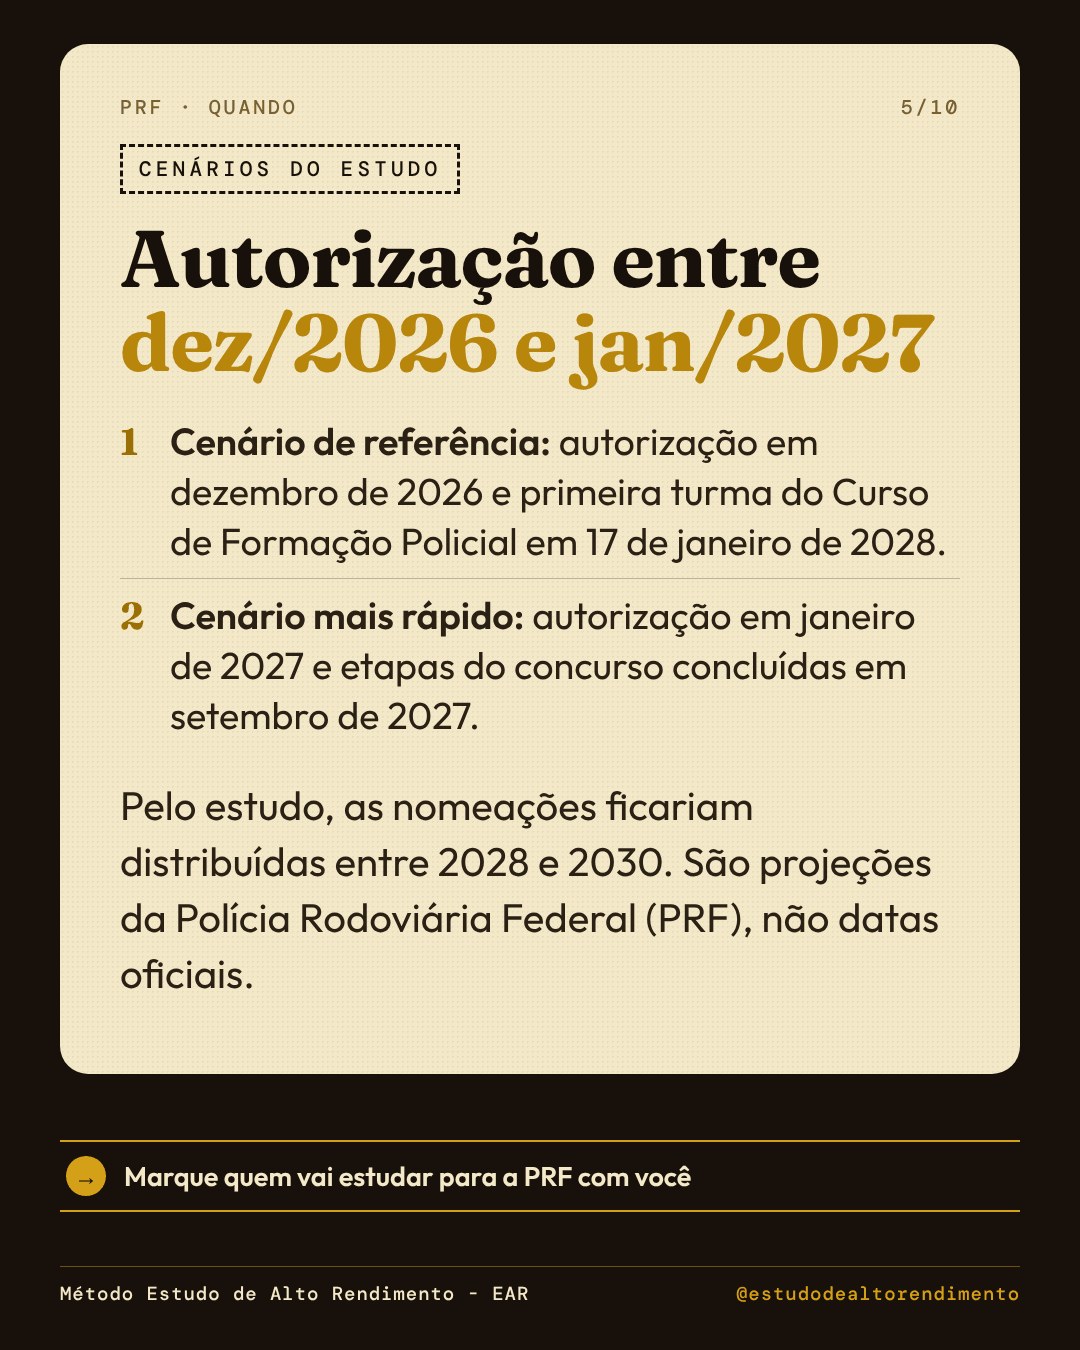 PRF · QUANDO
5/10
CENÁRIOS DO ESTUDO
Autorização entre
dez/2026 e jan/2027
1 Cenário de referência: autorização em
dezembro de 2026 e primeira turma do Curso
de Formação Policial em 17 de janeiro de 2028.
2 Cenário mais rápido: autorização em janeiro
de 2027 e etapas do concurso concluídas em
setembro de 2027.
Pelo estudo, as nomeações ficariam
distribuídas entre 2028 e 2030. São projeções
da Polícia Rodoviária Federal (PRF), não datas
oficiais.
→ Marque quem vai estudar para a PRF com você
Método Estudo de Alto Rendimento - EAR
@estudodealtorendimento